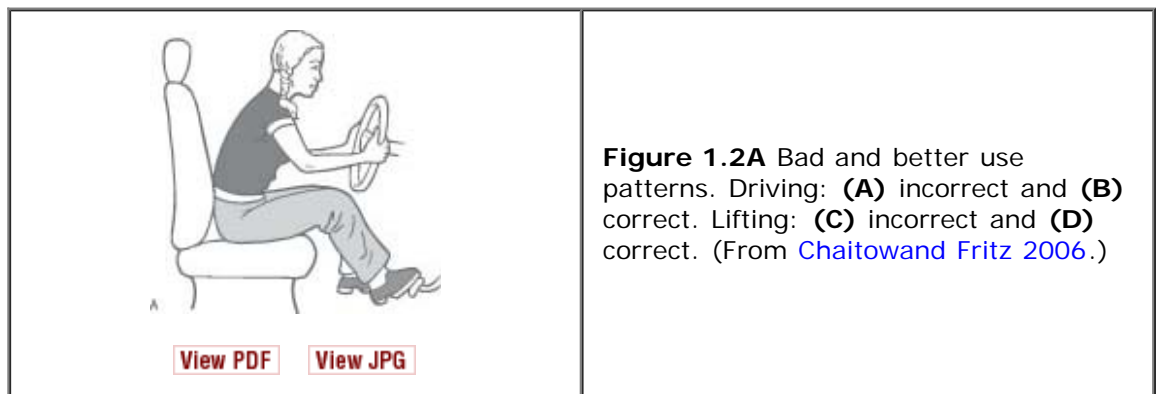 A
View PDF
View JPG
Figure 1.2A Bad and better use
patterns. Driving: (A) incorrect and (B)
correct. Lifting: (C) incorrect and (D)
correct. (From Chaitowand Fritz 2006.)